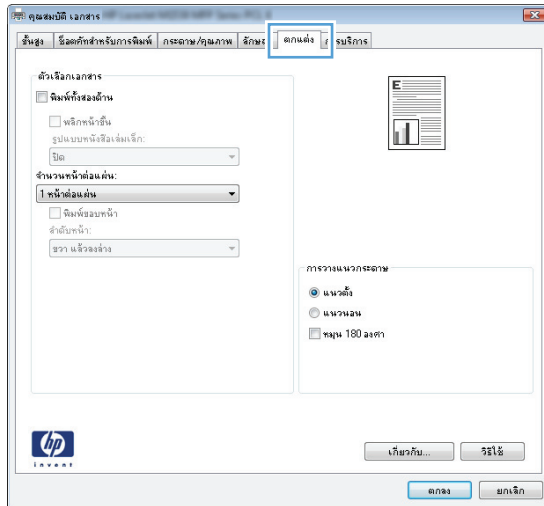 คุณสมบัติ เอกสาร
ขั้นสูง ช็อตคัทสำหรับการพิมพ์ กระดาษ/คุณภาพ ลักษณ ตกแต่ง การบริการ
ตัวเลือกเอกสาร
พิมพ์ทั้งสองด้าน
พลิกหน้าขึ้น
รูปแบบหนังสือเล่มเล็ก:
ปิด
จำนวนหน้าต่อแผ่น:
1 หน้าต่อแผ่น
พิมพ์ขอบหน้า
ลำดับหน้า:
ขวา แล้วลงล่าง
E
การวางแนวกระดาษ
แนวตั้ง
แนวนอน
หมุน 180 องศา
hp
invent
เกี่ยวกับ... วิธีใช้
ตกลง ยกเลิก